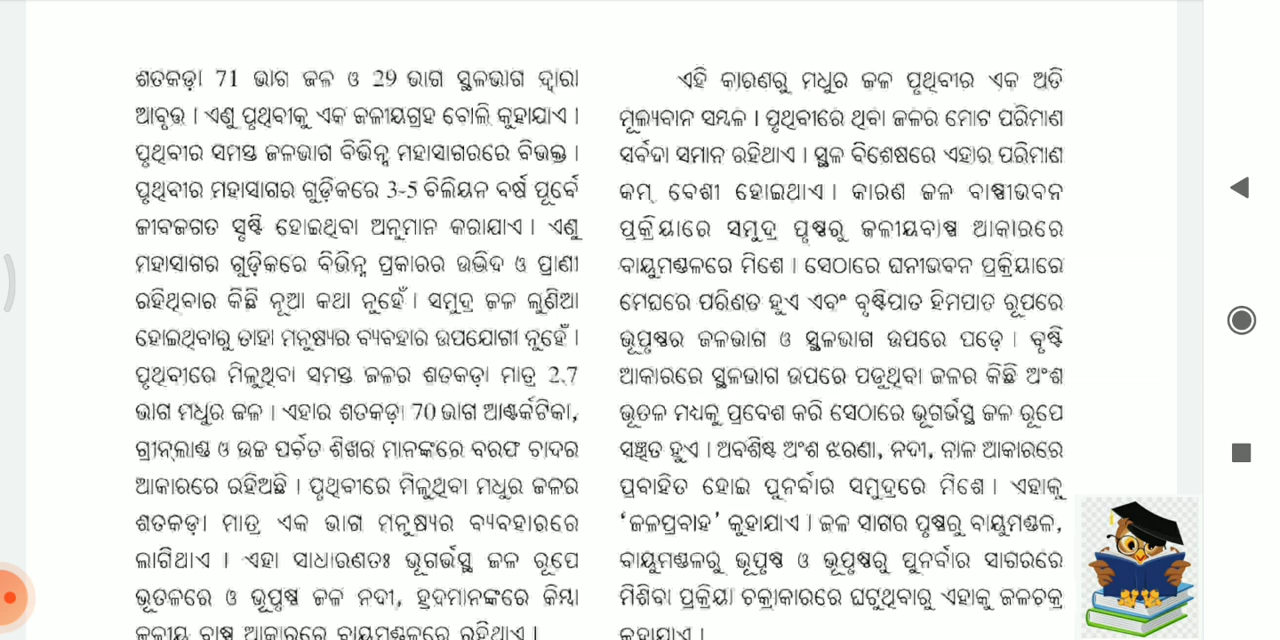 ଶତକଡ଼ା 71 ଭାଗ ଜଳ ଓ 29 ଭାଗ ସ୍ଥଳଭାଗ ଦ୍ୱାରା
ଆବୃତ୍ତ । ଏଣୁ ପୃଥିବୀକୁ ଏକ ଜଳୀୟଗ୍ରହ ବୋଲି କୁହାଯାଏ ।
ପୃଥିବୀର ସମସ୍ତ ଜଳଭାଗ ବିଭିନ୍ନ ମହାସାଗରରେ ବିଭକ୍ତ ।
ପୃଥିବୀର ମହାସାଗର ଗୁଡ଼ିକରେ 3-5 ବିଲିୟନ ବର୍ଷ ପୂର୍ବେ
ଜୀବଜଗତ ସୃଷ୍ଟି ହୋଇଥିବା ଅନୁମାନ କରାଯାଏ । ଏଣୁ
ମହାସାଗର ଗୁଡ଼ିକରେ ବିଭିନ୍ନ ପ୍ରକାରର ଉଦ୍ଭିଦ ଓ ପ୍ରାଣୀ
ରହିଥିବାର କିଛି ନୂଆ କଥା ନୁହେଁ । ସମୁଦ୍ର ଜଳ ଲୁଣିଆ
ହୋଇଥିବାରୁ ତାହା ମନୁଷ୍ୟର ବ୍ୟବହାର ଉପଯୋଗୀ ନୁହେଁ ।
ପୃଥିବୀରେ ମିଳୁଥିବା ସମସ୍ତ ଜଳର ଶତକଡ଼ା ମାତ୍ର 2.7
ଭାଗ ମଧୁର ଜଳ । ଏହାର ଶତକଡ଼ା 70 ଭାଗ ଆଣ୍ଟର୍କଟିକା,
ଗ୍ରୀନ୍‌ଲାଣ୍ଡ ଓ ଉଚ୍ଚ ପର୍ବତ ଶିଖର ମାନଙ୍କରେ ବରଫ ଚାଦର
ଆକାରରେ ରହିଅଛି । ପୃଥିବୀରେ ମିଳୁଥିବା ମଧୁର ଜଳର
ଶତକଡ଼ା ମାତ୍ର ଏକ ଭାଗ ମନୁଷ୍ୟର ବ୍ୟବହାରରେ
ଲାଗିଥାଏ । ଏହା ସାଧାରଣତଃ ଭୂଗର୍ଭସ୍ଥ ଜଳ ରୂପେ
ଭୂତଳରେ ଓ ଭୂପୃଷ୍ଠ ଜଳ ନଦୀ, ହ୍ରଦମାନଙ୍କରେ କିମ୍ବା
ଜଳୀୟ ବାଷ୍ପ ଆକାରରେ ବାୟୁମଣ୍ଡଳରେ ରହିଥାଏ ।
ଏହି କାରଣରୁ ମଧୁର ଜଳ ପୃଥିବୀର ଏକ ଅତି
ମୂଲ୍ୟବାନ ସମ୍ବଳ । ପୃଥିବୀରେ ଥିବା ଜଳର ମୋଟ ପରିମାଣ
ସର୍ବଦା ସମାନ ରହିଥାଏ । ସ୍ଥଳ ବିଶେଷରେ ଏହାର ପରିମାଣ
କମ୍ ବେଶୀ ହୋଇଥାଏ । କାରଣ ଜଳ ବାଷ୍ପୀଭବନ
ପ୍ରକ୍ରିୟାରେ ସମୁଦ୍ର ପୃଷ୍ଠରୁ ଜଳୀୟବାଷ୍ପ ଆକାରରେ
ବାୟୁମଣ୍ଡଳରେ ମିଶେ । ସେଠାରେ ଘନୀଭବନ ପ୍ରକ୍ରିୟାରେ
ମେଘରେ ପରିଣତ ହୁଏ ଏବଂ ବୃଷ୍ଟିପାତ ହିମପାତ ରୂପରେ
ଭୂପୃଷ୍ଠର ଜଳଭାଗ ଓ ସ୍ଥଳଭାଗ ଉପରେ ପଡ଼େ । ବୃଷ୍ଟି
ଆକାରରେ ସ୍ଥଳଭାଗ ଉପରେ ପଡୁଥିବା ଜଳର କିଛି ଅଂଶ
ଭୂତଳ ମଧ୍ୟକୁ ପ୍ରବେଶ କରି ସେଠାରେ ଭୂଗର୍ଭସ୍ଥ ଜଳ ରୂପେ
ସଞ୍ଚିତ ହୁଏ । ଅବଶିଷ୍ଟ ଅଂଶ ଝରଣା, ନଦୀ, ନାଳ ଆକାରରେ
ପ୍ରବାହିତ ହୋଇ ପୁନର୍ବାର ସମୁଦ୍ରରେ ମିଶେ । ଏହାକୁ
‘ଜଳପ୍ରବାହ’ କୁହାଯାଏ । ଜଳ ସାଗର ପୃଷ୍ଠରୁ ବାୟୁମଣ୍ଡଳ,
ବାୟୁମଣ୍ଡଳରୁ ଭୂପୃଷ୍ଠ ଓ ଭୂପୃଷ୍ଠରୁ ପୁନର୍ବାର ସାଗରରେ
ମିଶିବା ପ୍ରକ୍ରିୟା ଚକ୍ରାକାରରେ ଘଟୁଥିବାରୁ ଏହାକୁ ଜଳଚକ୍ର
କୁହାଯାଏ ।